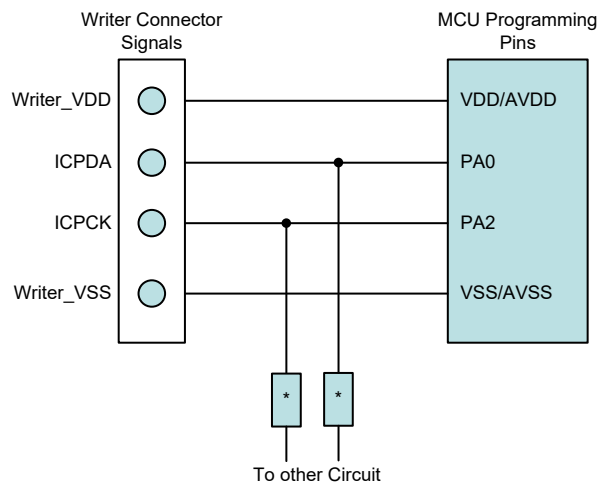 Writer Connector
Signals
MCU Programming
Pins
Writer_VDD
VDD/AVDD
ICPDA
PA0
ICPCK
PA2
Writer_VSS
VSS/AVSS
*
*
To other Circuit